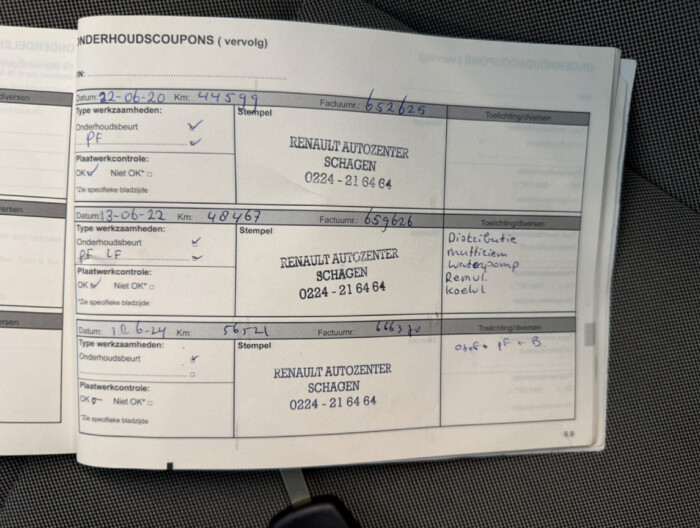 ONDERHOUDSCOUPONS ( vervolg)
Datum: 22-06-20 Km: 44599 Factuurnr.: 652625 Toelichting/diversen
Type werkzaamheden: Stempel
Onderhoudsbeurt
PF
RENAULT AUTOZENTER
SCHAGEN
0224 - 21 64 64
Plaatwerkcontrole:
OK Niet OK*
*Zie specifieke bladzijde
Datum: 13-06-22 Km: 48467 Factuurnr.: 659626 Toelichting/diversen
Type werkzaamheden: Stempel
Onderhoudsbeurt
PF LF
RENAULT AUTOZENTER
SCHAGEN
0224 - 21 64 64
Plaatwerkcontrole:
OK Niet OK*
*Zie specifieke bladzijde
Distributie
multiriem
Waterpomp
Remvl.
Koelvl
Datum: 12 6-24 Km: 56521 Factuurnr.: Toelichting/diversen
Type werkzaamheden: Stempel
Onderhoudsbeurt
RENAULT AUTOZENTER
SCHAGEN
0224 - 21 64 64
Plaatwerkcontrole:
OK Niet OK*
*Zie specifieke bladzijde